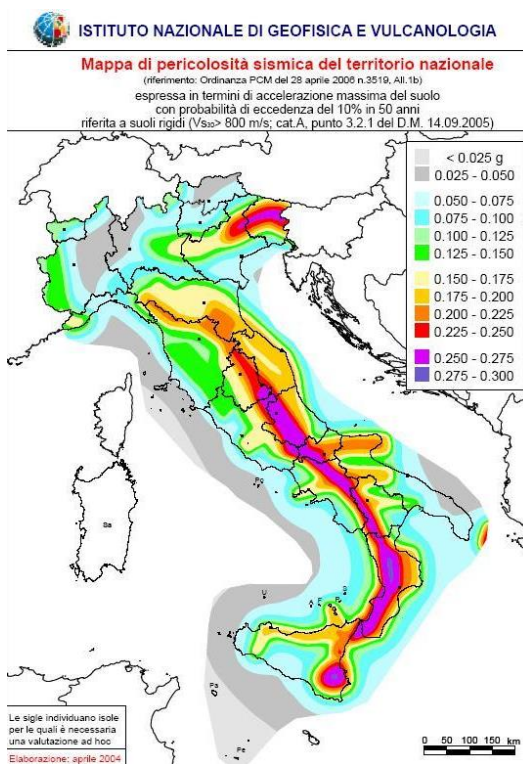 ISTITUTO NAZIONALE DI GEOFISICA E VULCANOLOGIA
Mappa di pericolosità sismica del territorio nazionale
(riferimento: Ordinanza PCM del 28 aprile 2006 n.3519, All.1b)
espressa in termini di accelerazione massima del suolo
con probabilità di eccedenza del 10% in 50 anni
riferita a suoli rigidi (Vs30> 800 m/s; cat.A, punto 3.2.1 del D.M. 14.09.2005)
< 0.025 g
0.025 - 0.050
0.050 - 0.075
0.075 - 0.100
0.100 - 0.125
0.125 - 0.150
0.150 - 0.175
0.175 - 0.200
0.200 - 0.225
0.225 - 0.250
0.250 - 0.275
0.275 - 0.300
Sa
U
Pa
Pe
Le sigle individuano isole
per le quali è necessaria
una valutazione ad hoc
Elaborazione: aprile 2004
0 50 100 150
km